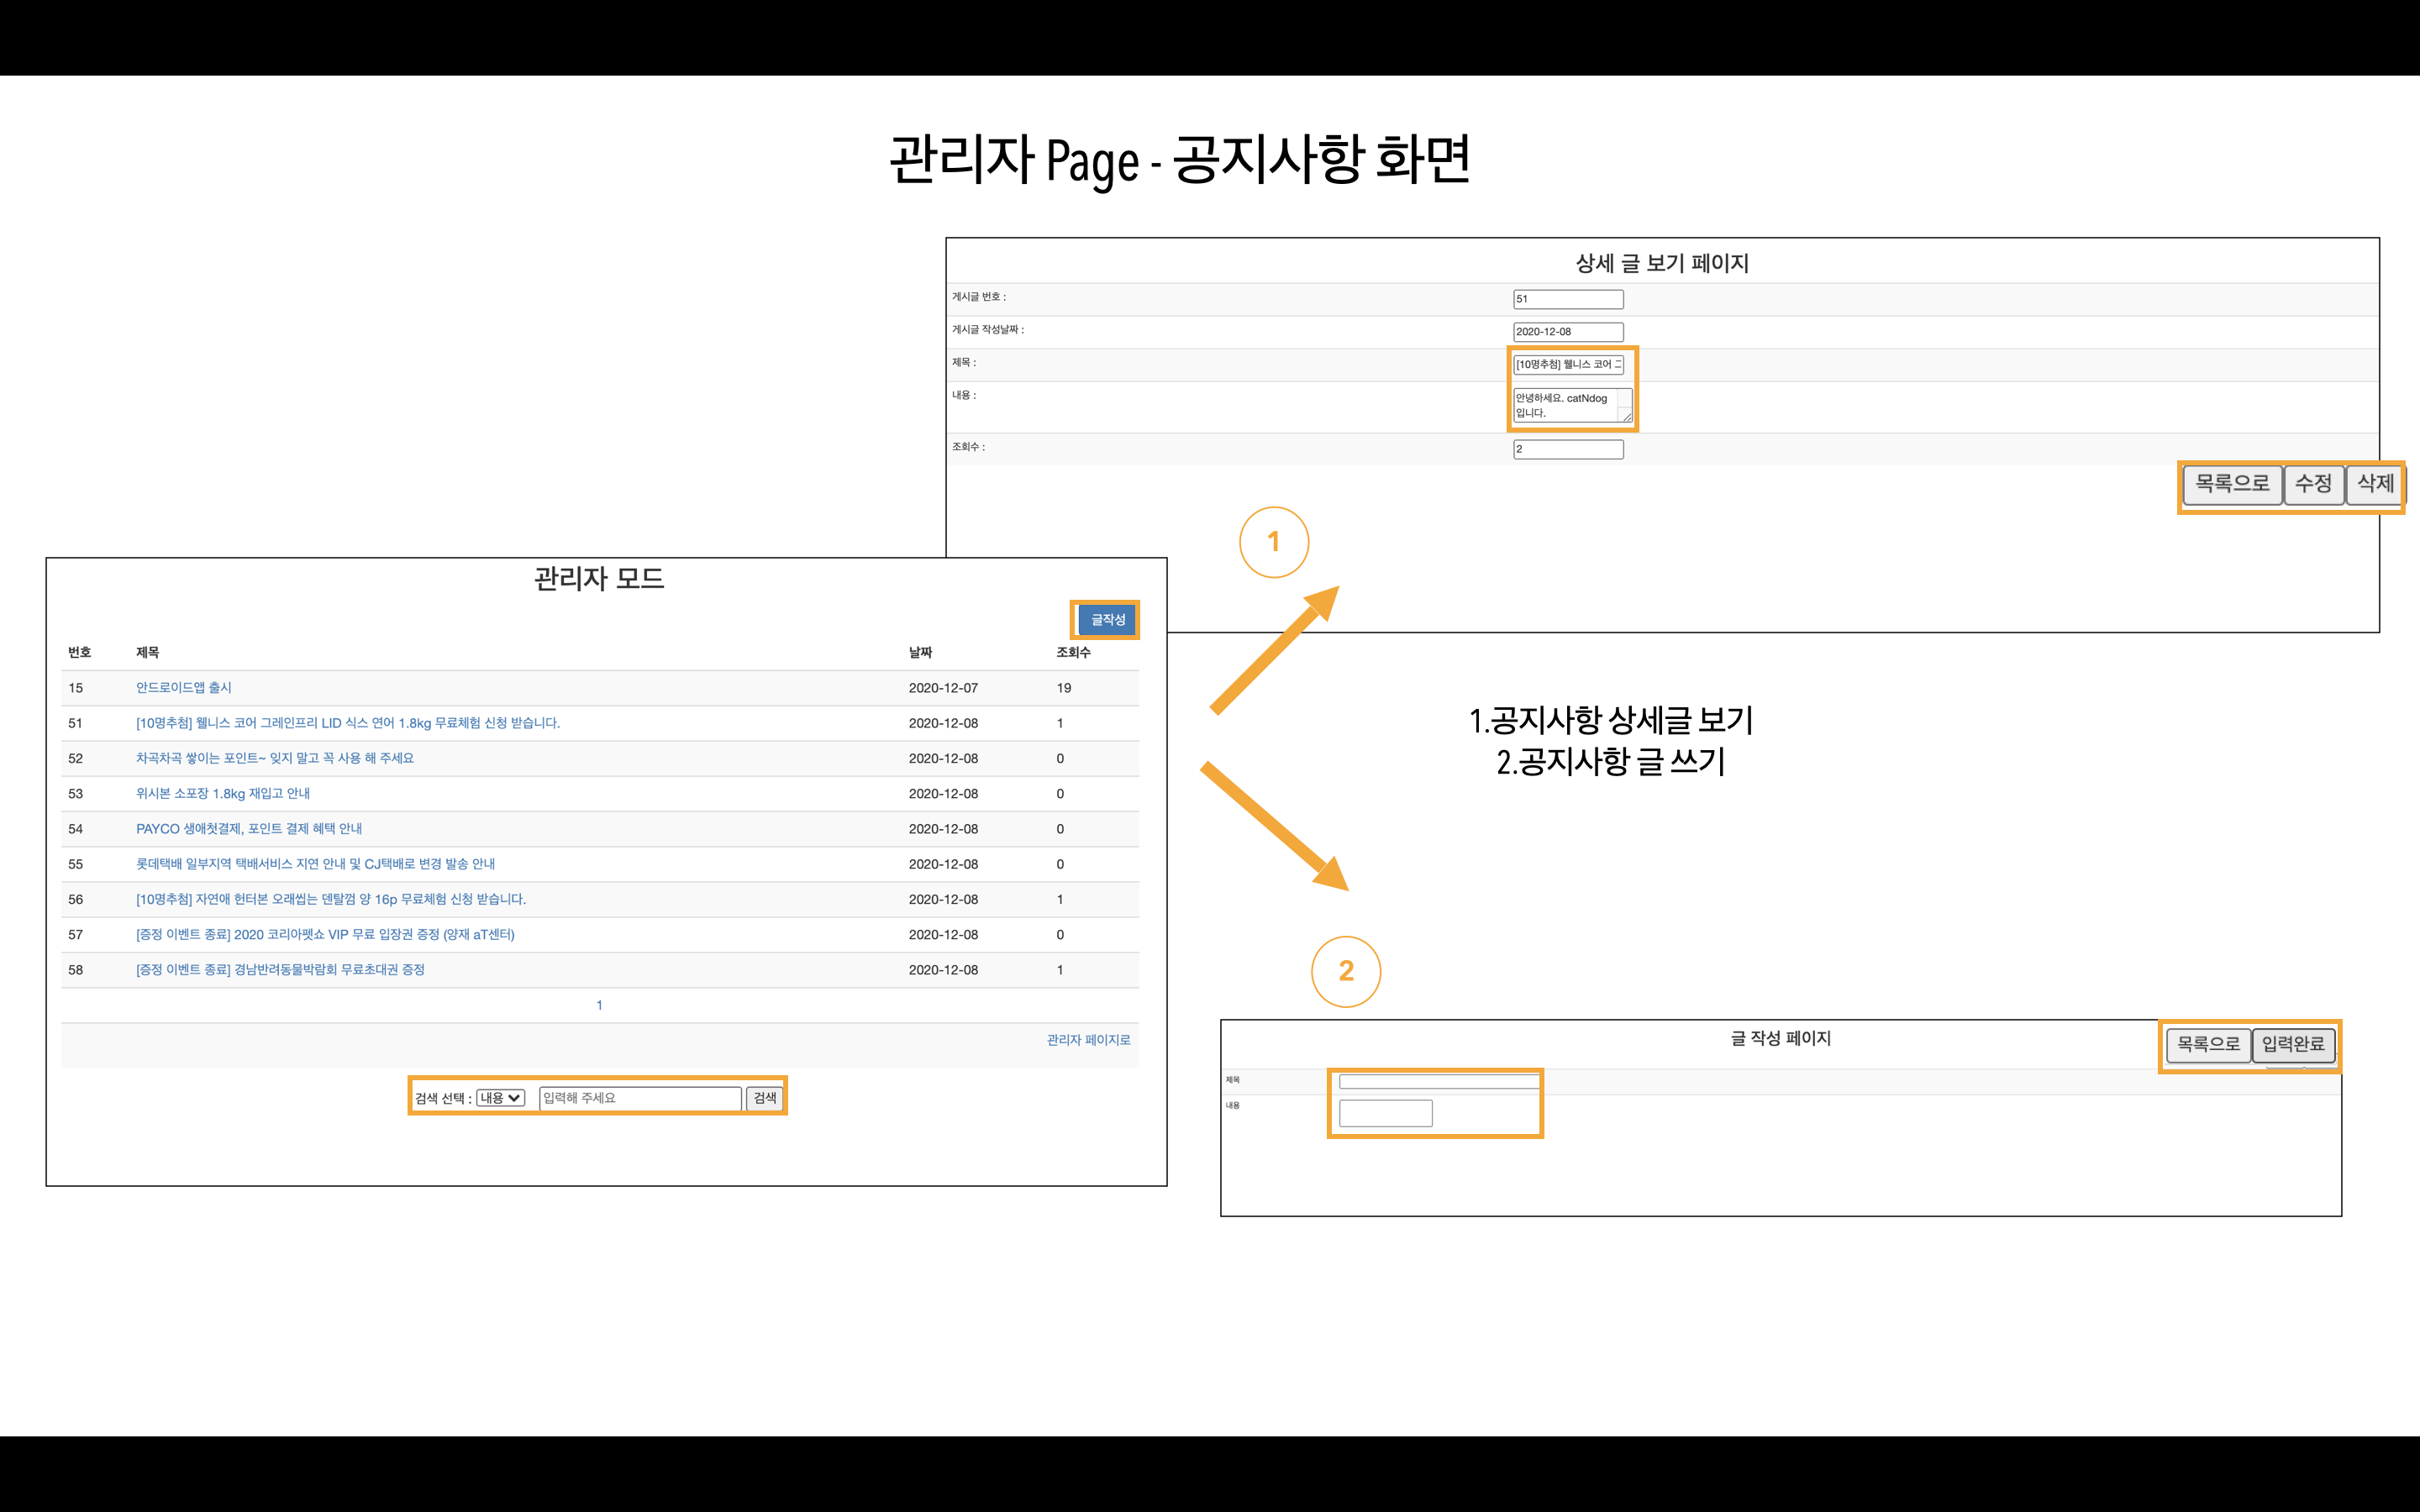 관리자 Page - 공지사항 화면
상세 글 보기 페이지
게시글 번호 : 51
게시글 작성날짜 : 2020-12-08
제목 : [10명추첨] 웰니스 코어
내용 : 안녕하세요. catNdog
입니다.
조회수 : 2
목록으로 수정 삭제
1
관리자 모드
글작성
번호 제목 날짜 조회수
15 안드로이드앱 출시 2020-12-07 19
51 [10명추첨] 웰니스 코어 그레인프리 LID 식스 연어 1.8kg 무료체험 신청 받습니다. 2020-12-08 1
52 차곡차곡 쌓이는 포인트~ 잊지 말고 꼭 사용 해 주세요 2020-12-08 0
53 위시본 소포장 1.8kg 재입고 안내 2020-12-08 0
54 PAYCO 생애첫결제, 포인트 결제 혜택 안내 2020-12-08 0
55 롯데택배 일부지역 택배서비스 지연 안내 및 CJ택배로 변경 발송 안내 2020-12-08 0
56 [10명추첨] 자연애 헌터본 오래씹는 덴탈껌 양 16p 무료체험 신청 받습니다. 2020-12-08 1
57 [증정 이벤트 종료] 2020 코리아펫쇼 VIP 무료 입장권 증정 (양재 aT센터) 2020-12-08 0
58 [증정 이벤트 종료] 경남반려동물박람회 무료초대권 증정 2020-12-08 1
1
관리자 페이지로
검색 선택 : 내용 입력해 주세요 검색
1.공지사항 상세글 보기
2.공지사항 글 쓰기
2
글 작성 페이지
목록으로 입력완료
제목
내용